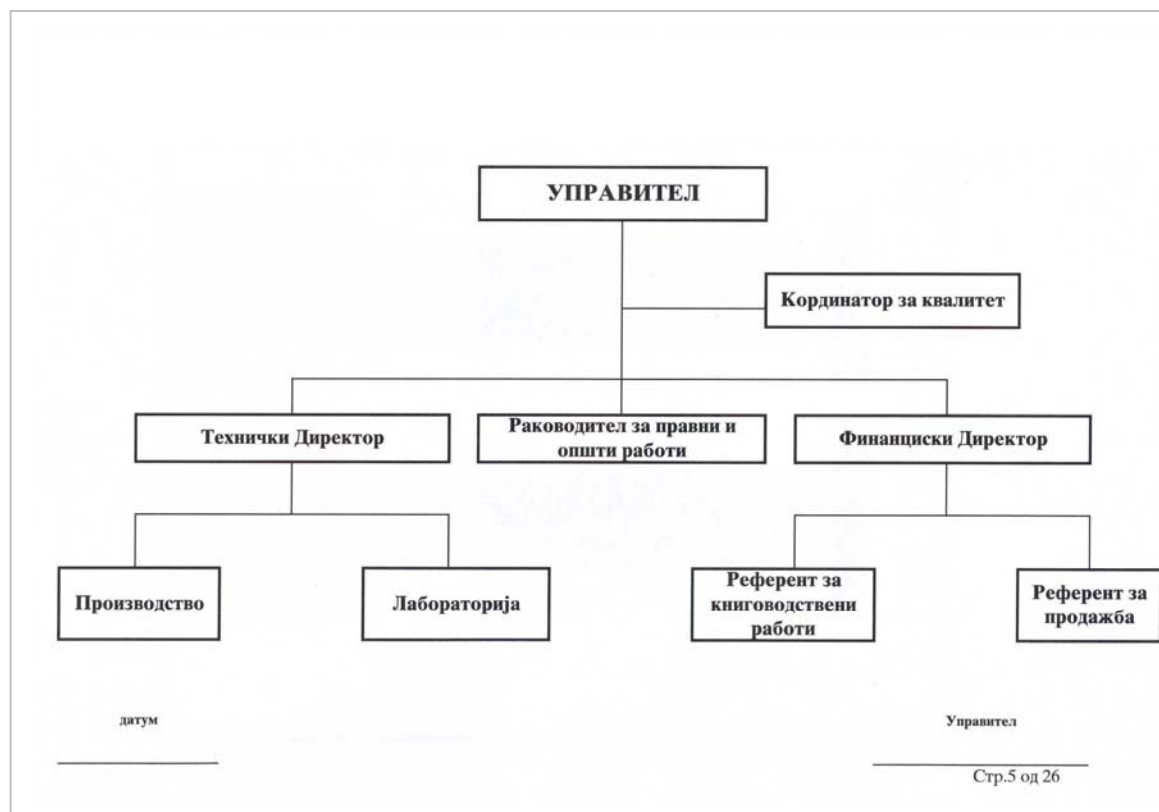 УПРАВИТЕЛ
Кординатор за квалитет
Технички Директор
Раководител за правни и
општи работи
Финанциски Директор
Производство
Лабораторија
Референт за
книговодствени
работи
Референт за
продажба
датум
Управител
Стр.5 од 26